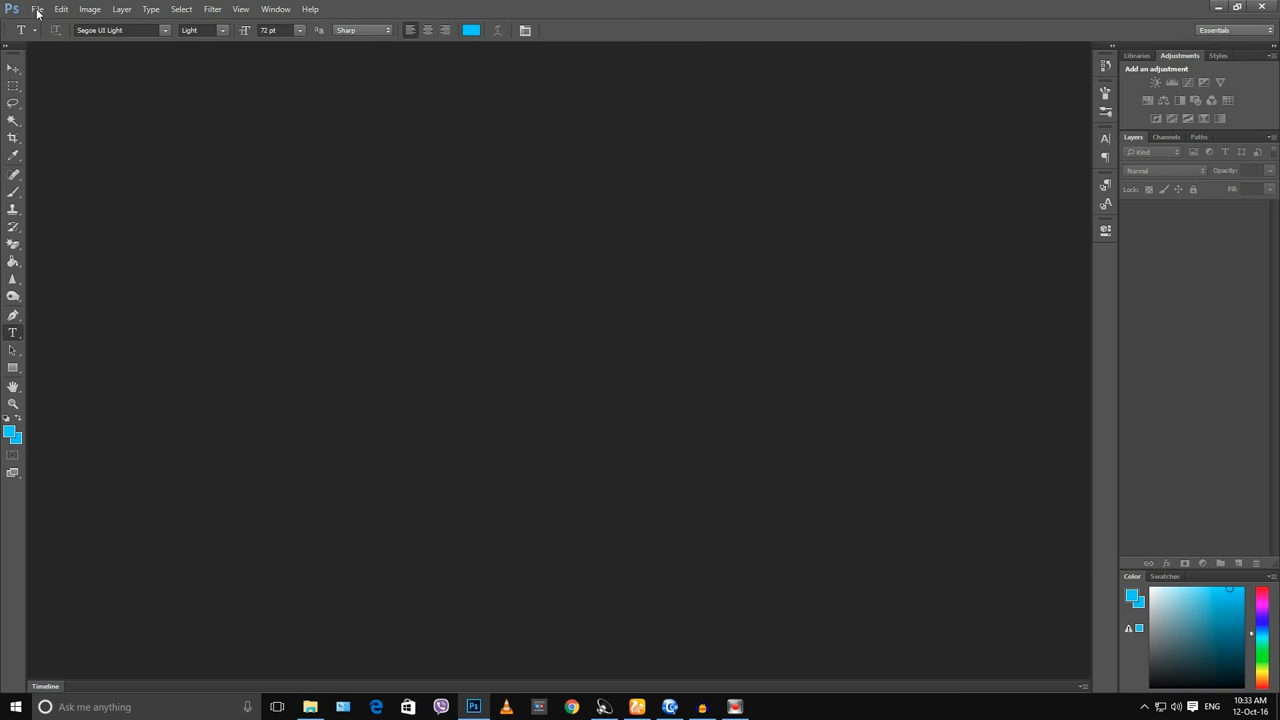 Ps File Edit Image Layer Type Select Filter View Window Help
T Segoe UI Light Light 72 pt Sharp Essentials
Libraries Adjustments Styles
Add an adjustment
Layers Channels Paths
Kind
Normal Opacity:
Lock: Fill:
T
Color Swatches
Timeline
Ask me anything Ps ENG 10:33 AM
12-Oct-16